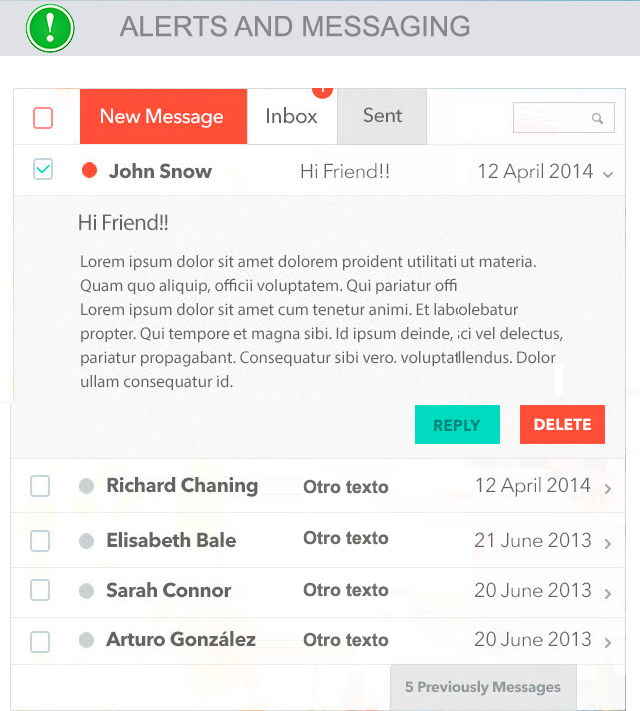 ALERTS AND MESSAGING
New Message Inbox Sent
John Snow Hi Friend!! 12 April 2014
Hi Friend!!
Lorem ipsum dolor sit amet dolorem proident utilitati ut materia.
Quam quo aliquip, officii voluptatem. Qui pariatur offi
Lorem ipsum dolor sit amet cum tenetur animi. Et labolebatur
propter. Qui tempore et magna sibi. Id ipsum deinde, sci vel delectus,
pariatur propagabant. Consequatur sibi vero. voluptatllendus. Dolor
ullam consequatur id.
REPLY DELETE
Richard Chaning Otro texto 12 April 2014
Elisabeth Bale Otro texto 21 June 2013
Sarah Connor Otro texto 20 June 2013
Arturo González Otro texto 20 June 2013
5 Previously Messages